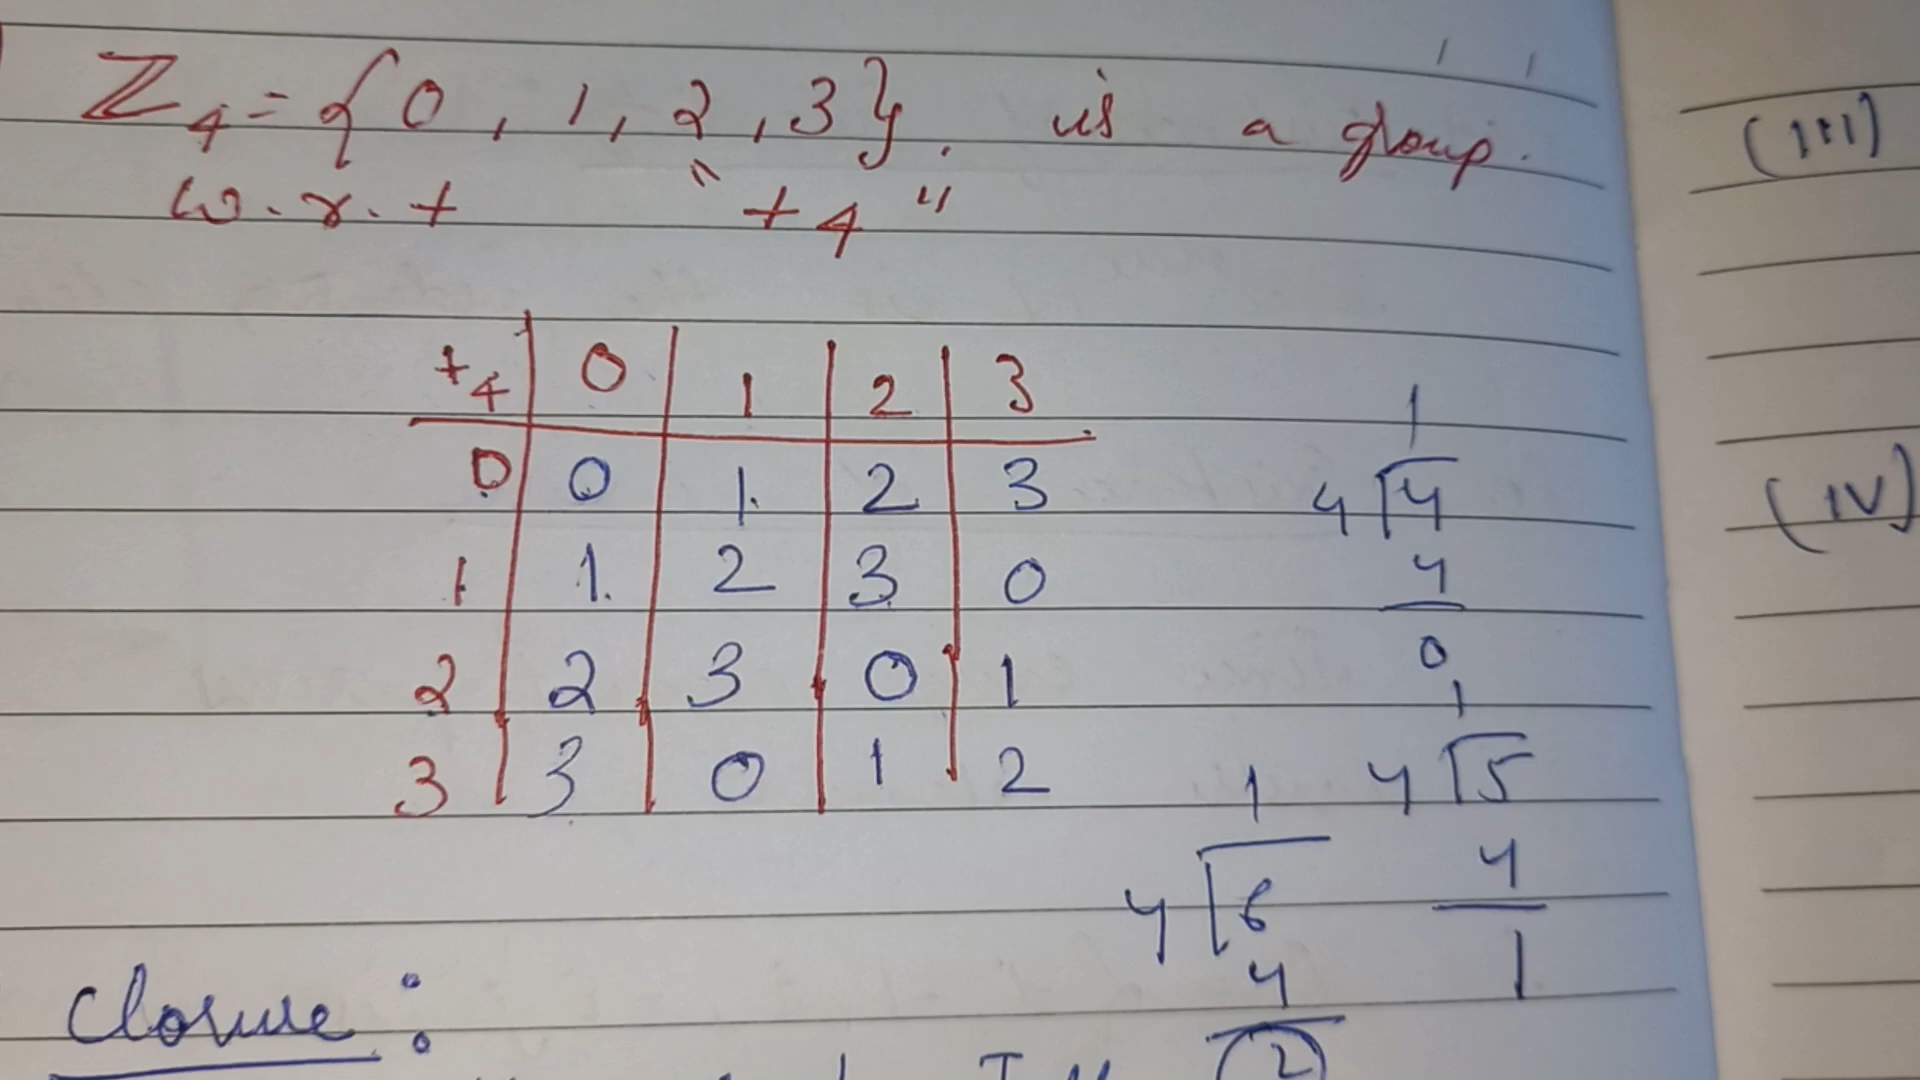 Z₄ = {0, 1, 2, 3}. is a group.
w.r.t "+4"
+4 | 0 | 1 | 2 | 3
0 | 0 | 1 | 2 | 3
1 | 1 | 2 | 3 | 0
2 | 2 | 3 | 0 | 1
3 | 3 | 0 | 1 | 2
1
4 √4
4
0
1
4 √5
4
1
1
4 √6
4
2
Closure :
(III)
(IV)